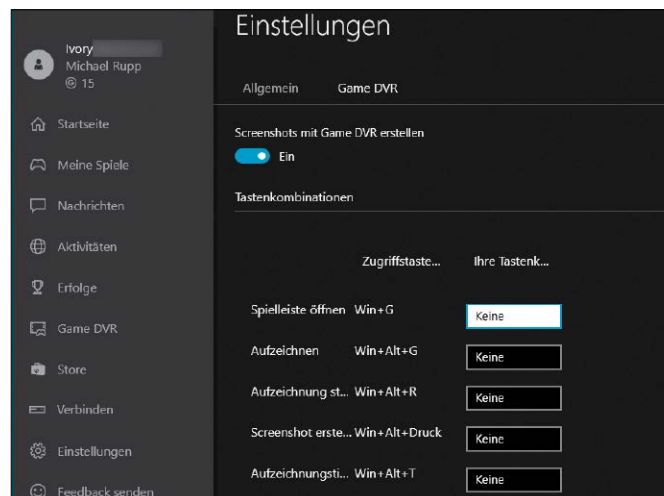 Einstellungen
Ivory
Michael Rupp
G 15
Allgemein Game DVR
Startseite
Meine Spiele
Nachrichten
Aktivitäten
Erfolge
Game DVR
Store
Verbinden
Einstellungen
Feedback senden
Screenshots mit Game DVR erstellen
Ein
Tastenkombinationen
Zugriffstaste... Ihre Tastenk...
Spielleiste öffnen Win+G Keine
Aufzeichnen Win+Alt+G Keine
Aufzeichnung st... Win+Alt+R Keine
Screenshot erste... Win+Alt+Druck Keine
Aufzeichnungsti... Win+Alt+T Keine